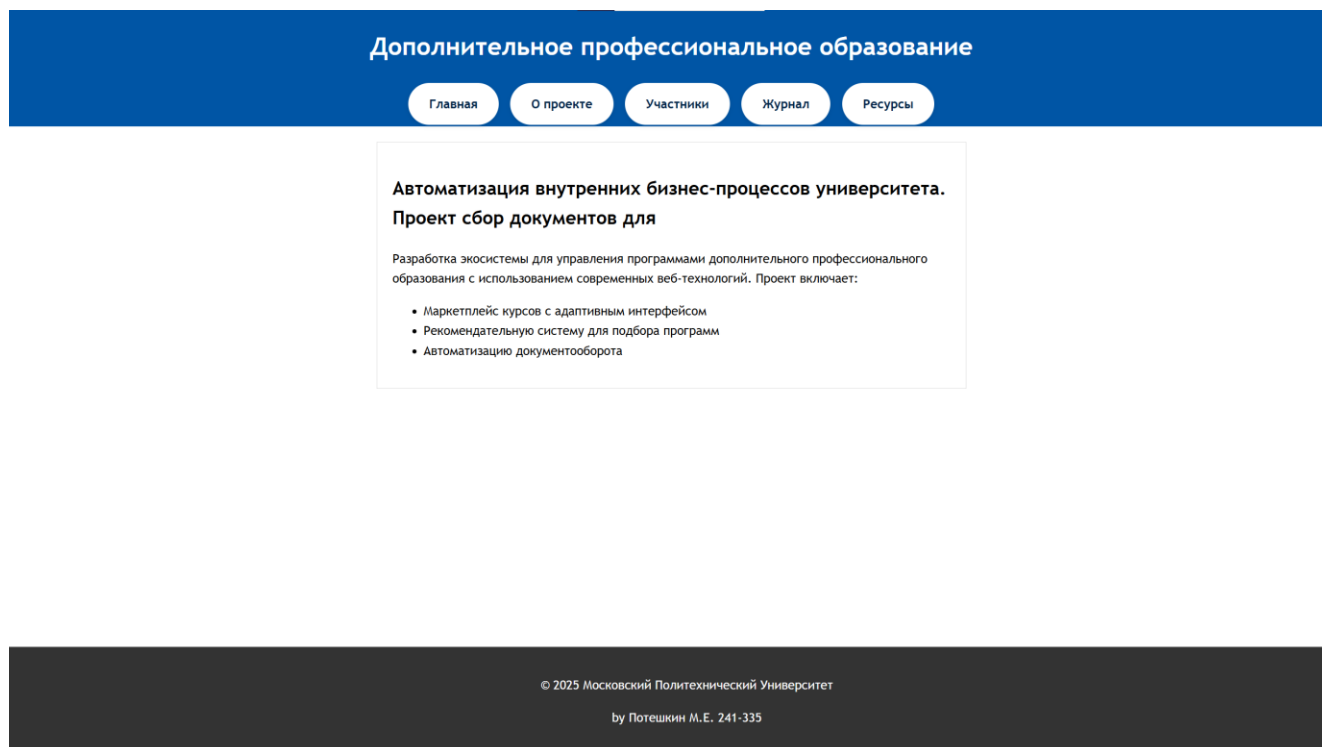 Дополнительное профессиональное образование
Главная
О проекте
Участники
Журнал
Ресурсы
Автоматизация внутренних бизнес-процессов университета.
Проект сбор документов для
Разработка экосистемы для управления программами дополнительного профессионального
образования с использованием современных веб-технологий. Проект включает:
• Маркетплейс курсов с адаптивным интерфейсом
• Рекомендательную систему для подбора программ
• Автоматизацию документооборота
© 2025 Московский Политехнический Университет
by Потешкин М.Е. 241-335